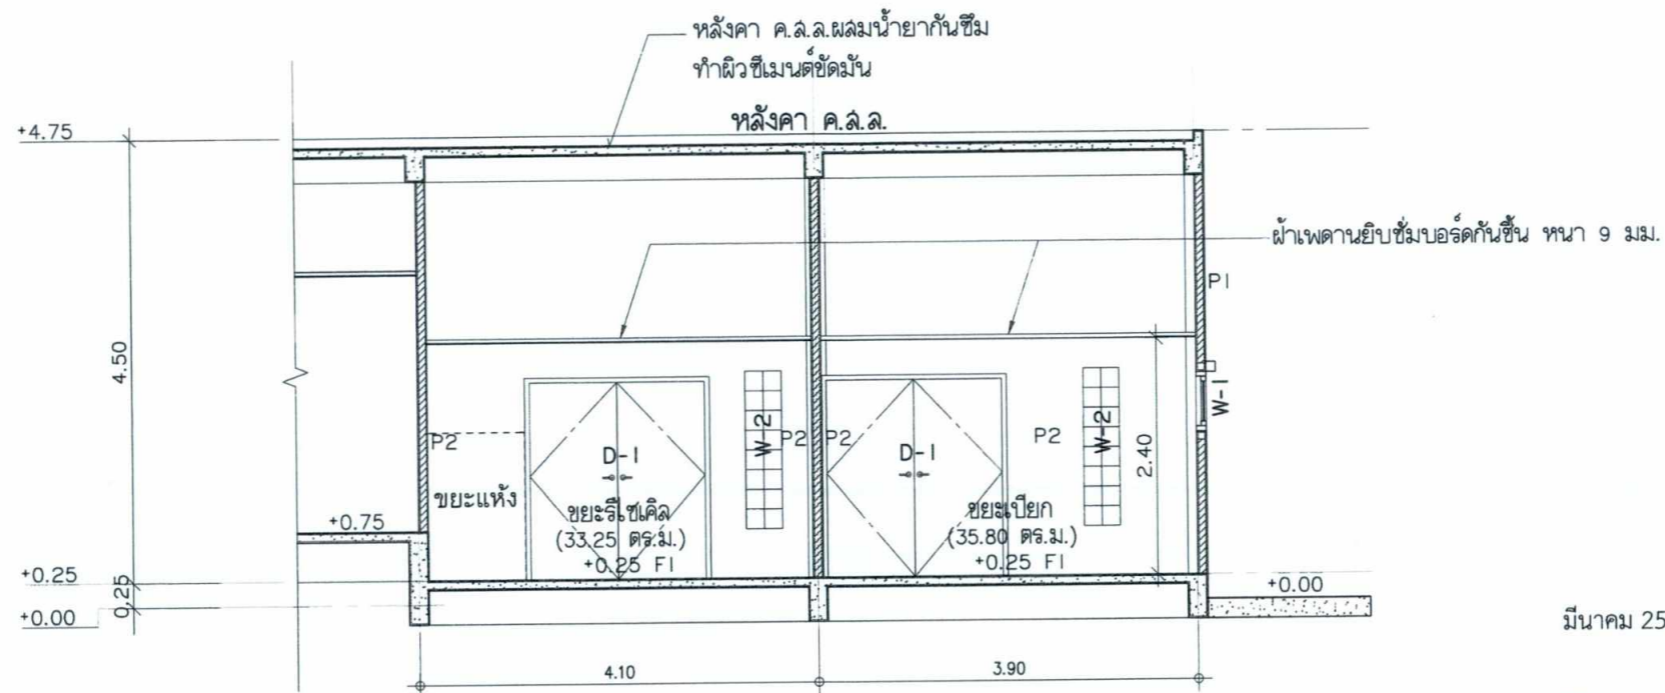 หลังคา ค.ส.ล.ผสมน้ำยากันซึม
ทำผิวซีเมนต์ขัดมัน
หลังคา ค.ส.ล.
+4.75
ฝ้าเพดานยิบซั่มบอร์ดกันชื้น หนา 9 มม.
P1
4.50
W-1
W-2
P2
P2
P2
W-2
D-1
D-1
P2
2.40
ขยะแห้ง
ขยะรีไซเคิล
(33.25 ตร.ม.)
+0.25 F1
ขยะเปียก
(35.80 ตร.ม.)
+0.25 F1
+0.75
+0.25
0.25
+0.00
+0.00
มีนาคม 25
4.10
3.90